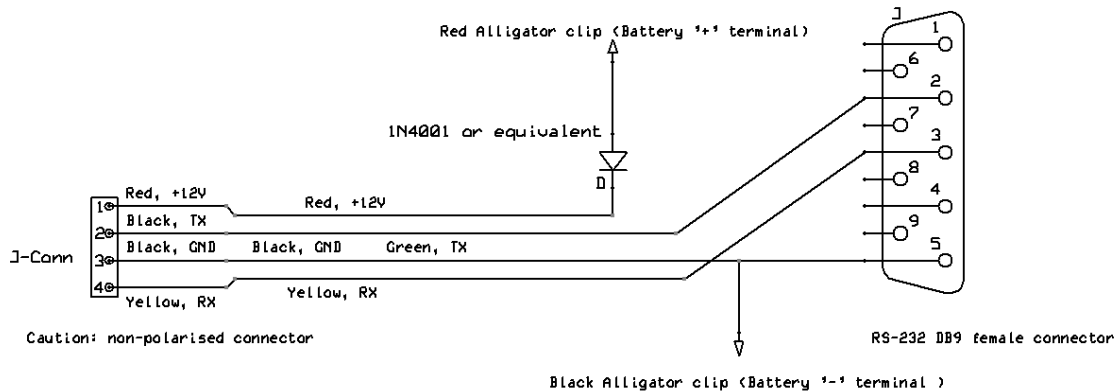 Red Alligator clip (Battery '+' terminal)
J
1
6
2
7
3
8
4
9
5
1N4001 or equivalent
D
Red, +12V
Red, +12V
1
Black, TX
2
Black, GND
Black, GND
Green, TX
J-Conn
3
4
Yellow, RX
Yellow, RX
Caution: non-polarised connector
RS-232 DB9 female connector
Black Alligator clip (Battery '-' terminal )